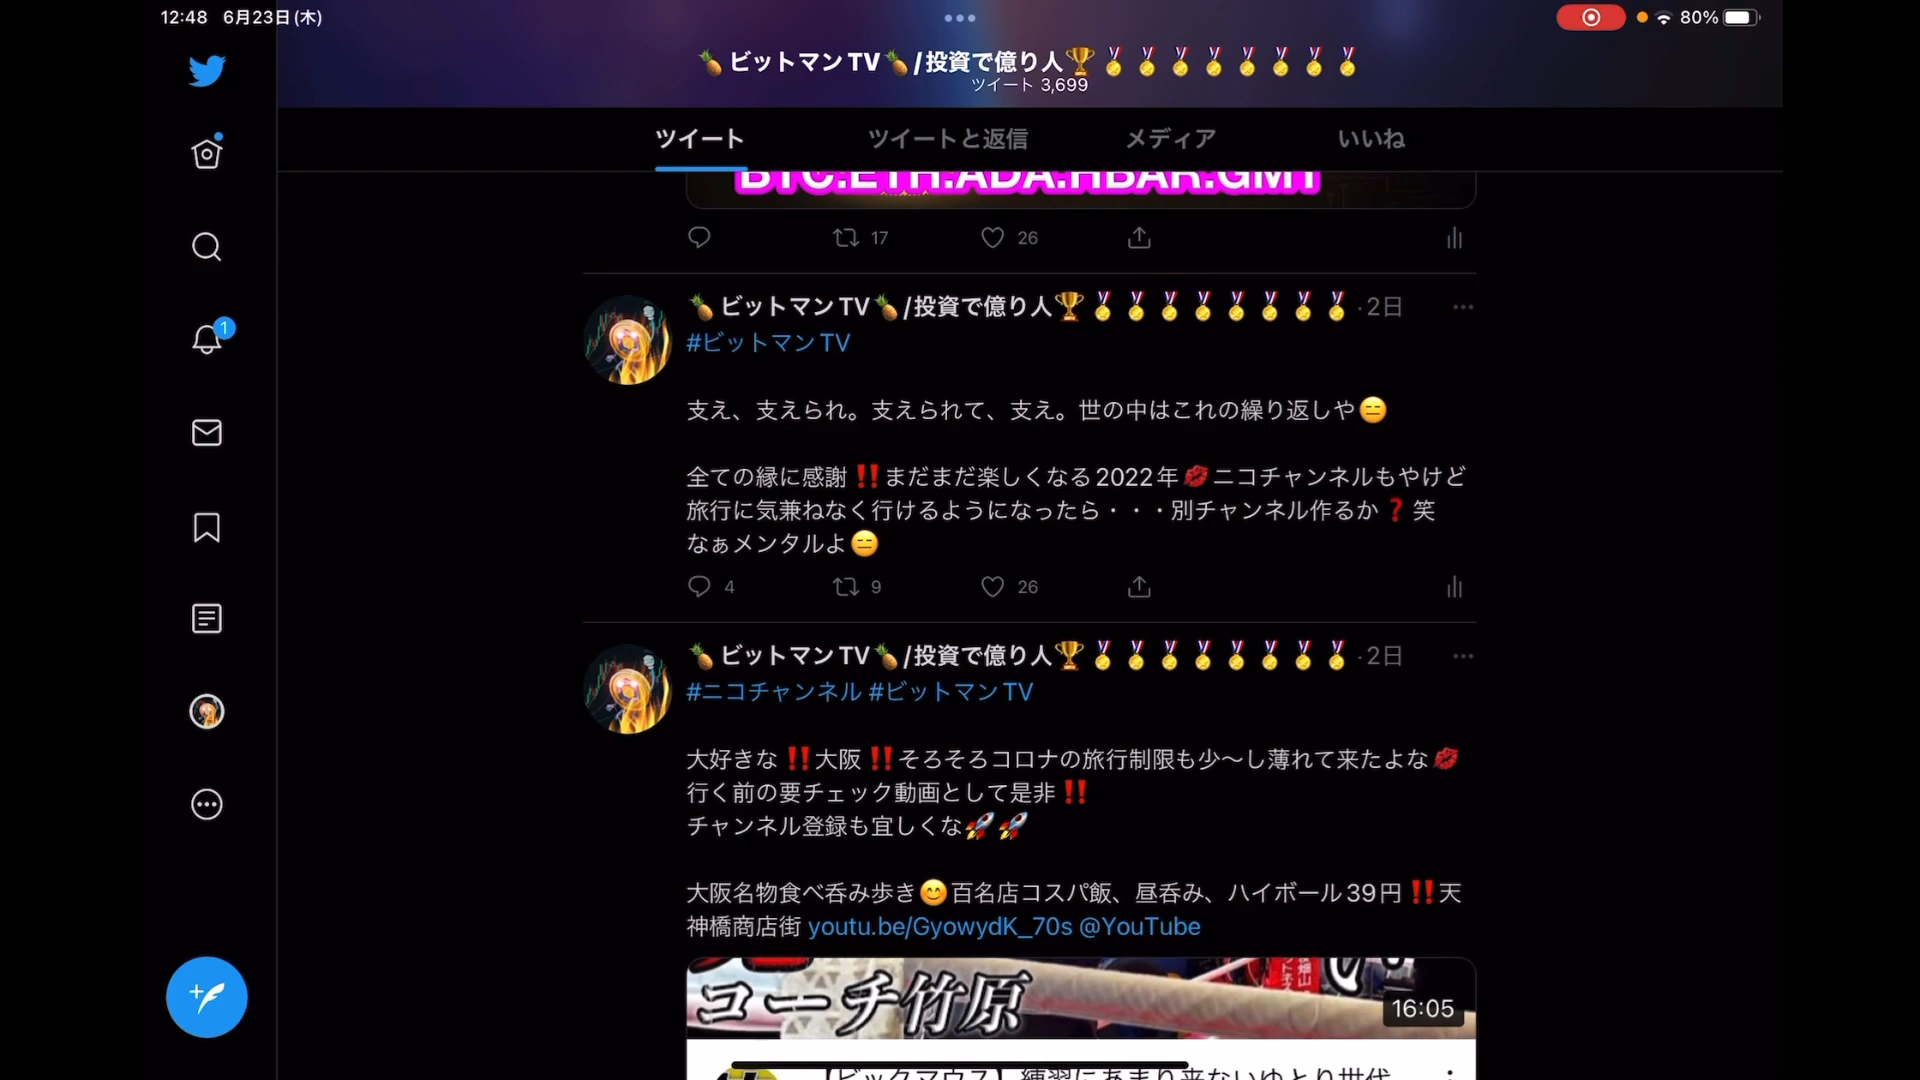 12:48 6月23日(木)
80%
🍍ビットマンTV🍍/投資で億り人🏆🏅🏅🏅🏅🏅🏅🏅🏅
ツイート 3,699
ツイート ツイートと返信 メディア いいね
BTC.ETH.ADA.HBAR.GMT
17 26
🍍ビットマンTV🍍/投資で億り人🏆🏅🏅🏅🏅🏅🏅🏅🏅·2日
1
#ビットマンTV
支え、支えられ。支えられて、支え。世の中はこれの繰り返しや😑
全ての縁に感謝‼️まだまだ楽しくなる2022年💋ニコチャンネルもやけど
旅行に気兼ねなく行けるようになったら・・・別チャンネル作るか❓笑
なぁメンタルよ😑
4 9 26
🍍ビットマンTV🍍/投資で億り人🏆🏅🏅🏅🏅🏅🏅🏅🏅·2日
#ニコチャンネル #ビットマンTV
大好きな‼️大阪‼️そろそろコロナの旅行制限も少〜し薄れて来たよな💋
行く前の要チェック動画として是非‼️
チャンネル登録も宜しくな🚀🚀
大阪名物食べ呑み歩き😊百名店コスパ飯、昼呑み、ハイボール39円‼️天
神橋商店街 youtu.be/GyowydK_70s @YouTube
コーチ竹原
16:05
【ビックマウス】練習にあまり来ないゆとり世代